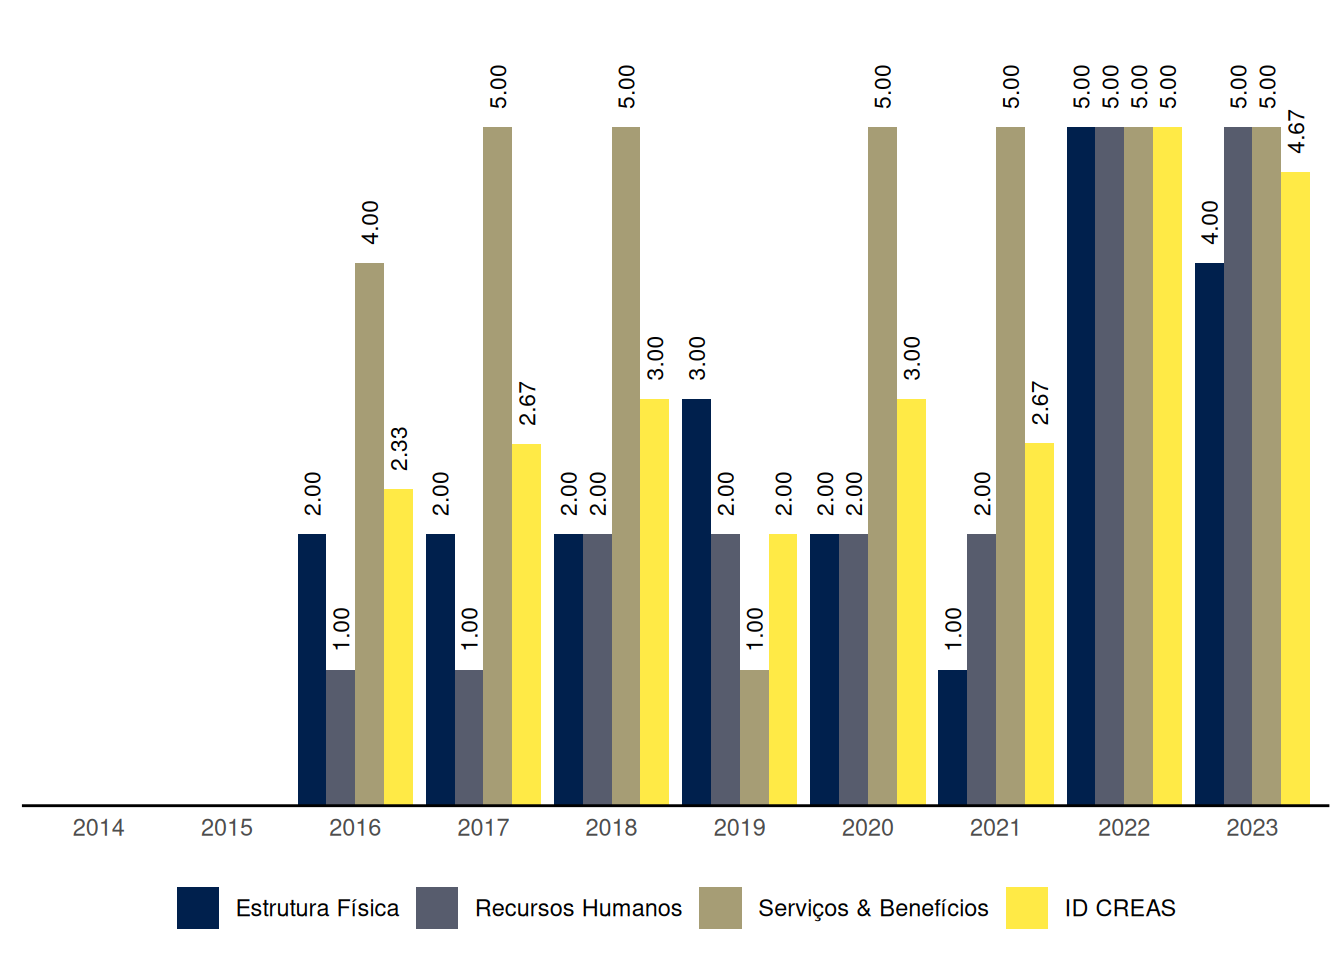 5.00 5.00 5.00 5.00 5.00 5.00 5.00 5.00 5.00 5.00
4.67
4.00 4.00
3.00 3.00 3.00
2.67 2.67
2.33
2.00 2.00 2.00 2.00 2.00 2.00 2.00 2.00 2.00
1.00 1.00 1.00 1.00
2014 2015 2016 2017 2018 2019 2020 2021 2022 2023
Estrutura Física Recursos Humanos Serviços & Benefícios ID CREAS